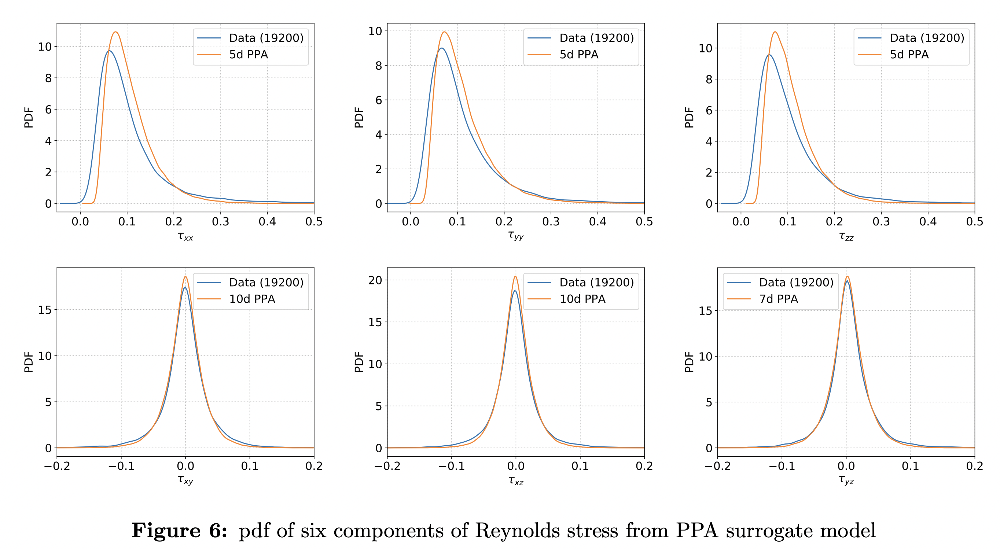 Data (19200)
5d PPA
10
8
6
4
2
0
PDF
0.0 0.1 0.2 0.3 0.4 0.5
τxx
Data (19200)
5d PPA
10
8
6
4
2
0
PDF
0.0 0.1 0.2 0.3 0.4 0.5
τyy
Data (19200)
5d PPA
10
8
6
4
2
0
PDF
0.0 0.1 0.2 0.3 0.4 0.5
τzz
Data (19200)
10d PPA
15
10
5
0
PDF
−0.2 −0.1 0.0 0.1 0.2
τxy
Data (19200)
10d PPA
20
15
10
5
0
PDF
−0.2 −0.1 0.0 0.1 0.2
τxz
Data (19200)
7d PPA
15
10
5
0
PDF
−0.2 −0.1 0.0 0.1 0.2
τyz
Figure 6: pdf of six components of Reynolds stress from PPA surrogate model